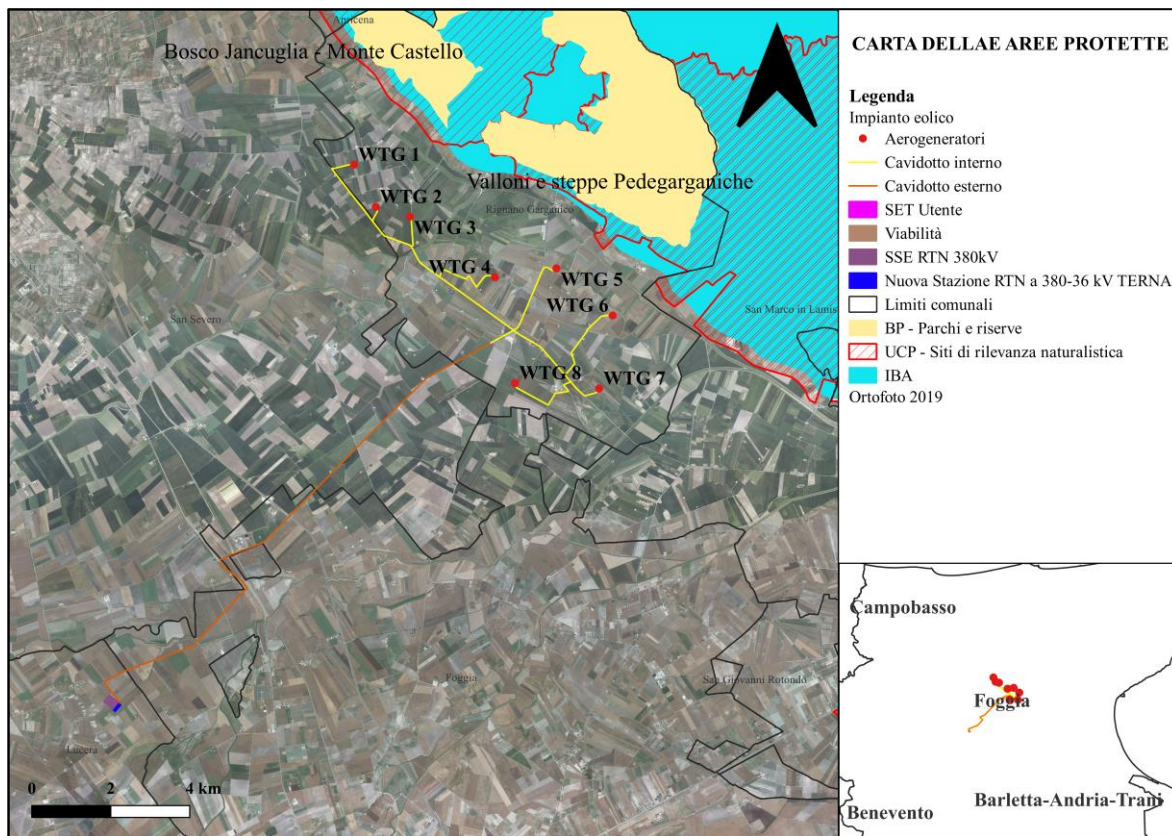 Apricena
Bosco Jancuglia - Monte Castello
WTG 1
WTG 2
WTG 3
Valloni e steppe Pedegarganiche
Rignano Garganico
WTG 4
WTG 5
WTG 6
San Marco in Lamis
San Severo
WTG 8
WTG 7
Foggia
San Giovanni Rotondo
Lucera
0 2 4 km
CARTA DELLAE AREE PROTETTE
Legenda
Impianto eolico
Aerogeneratori
Cavidotto interno
Cavidotto esterno
SET Utente
Viabilità
SSE RTN 380kV
Nuova Stazione RTN a 380-36 kV TERNA
Limiti comunali
BP - Parchi e riserve
UCP - Siti di rilevanza naturalistica
IBA
Ortofoto 2019
Campobasso
Foggia
Barletta-Andria-Trani
Benevento